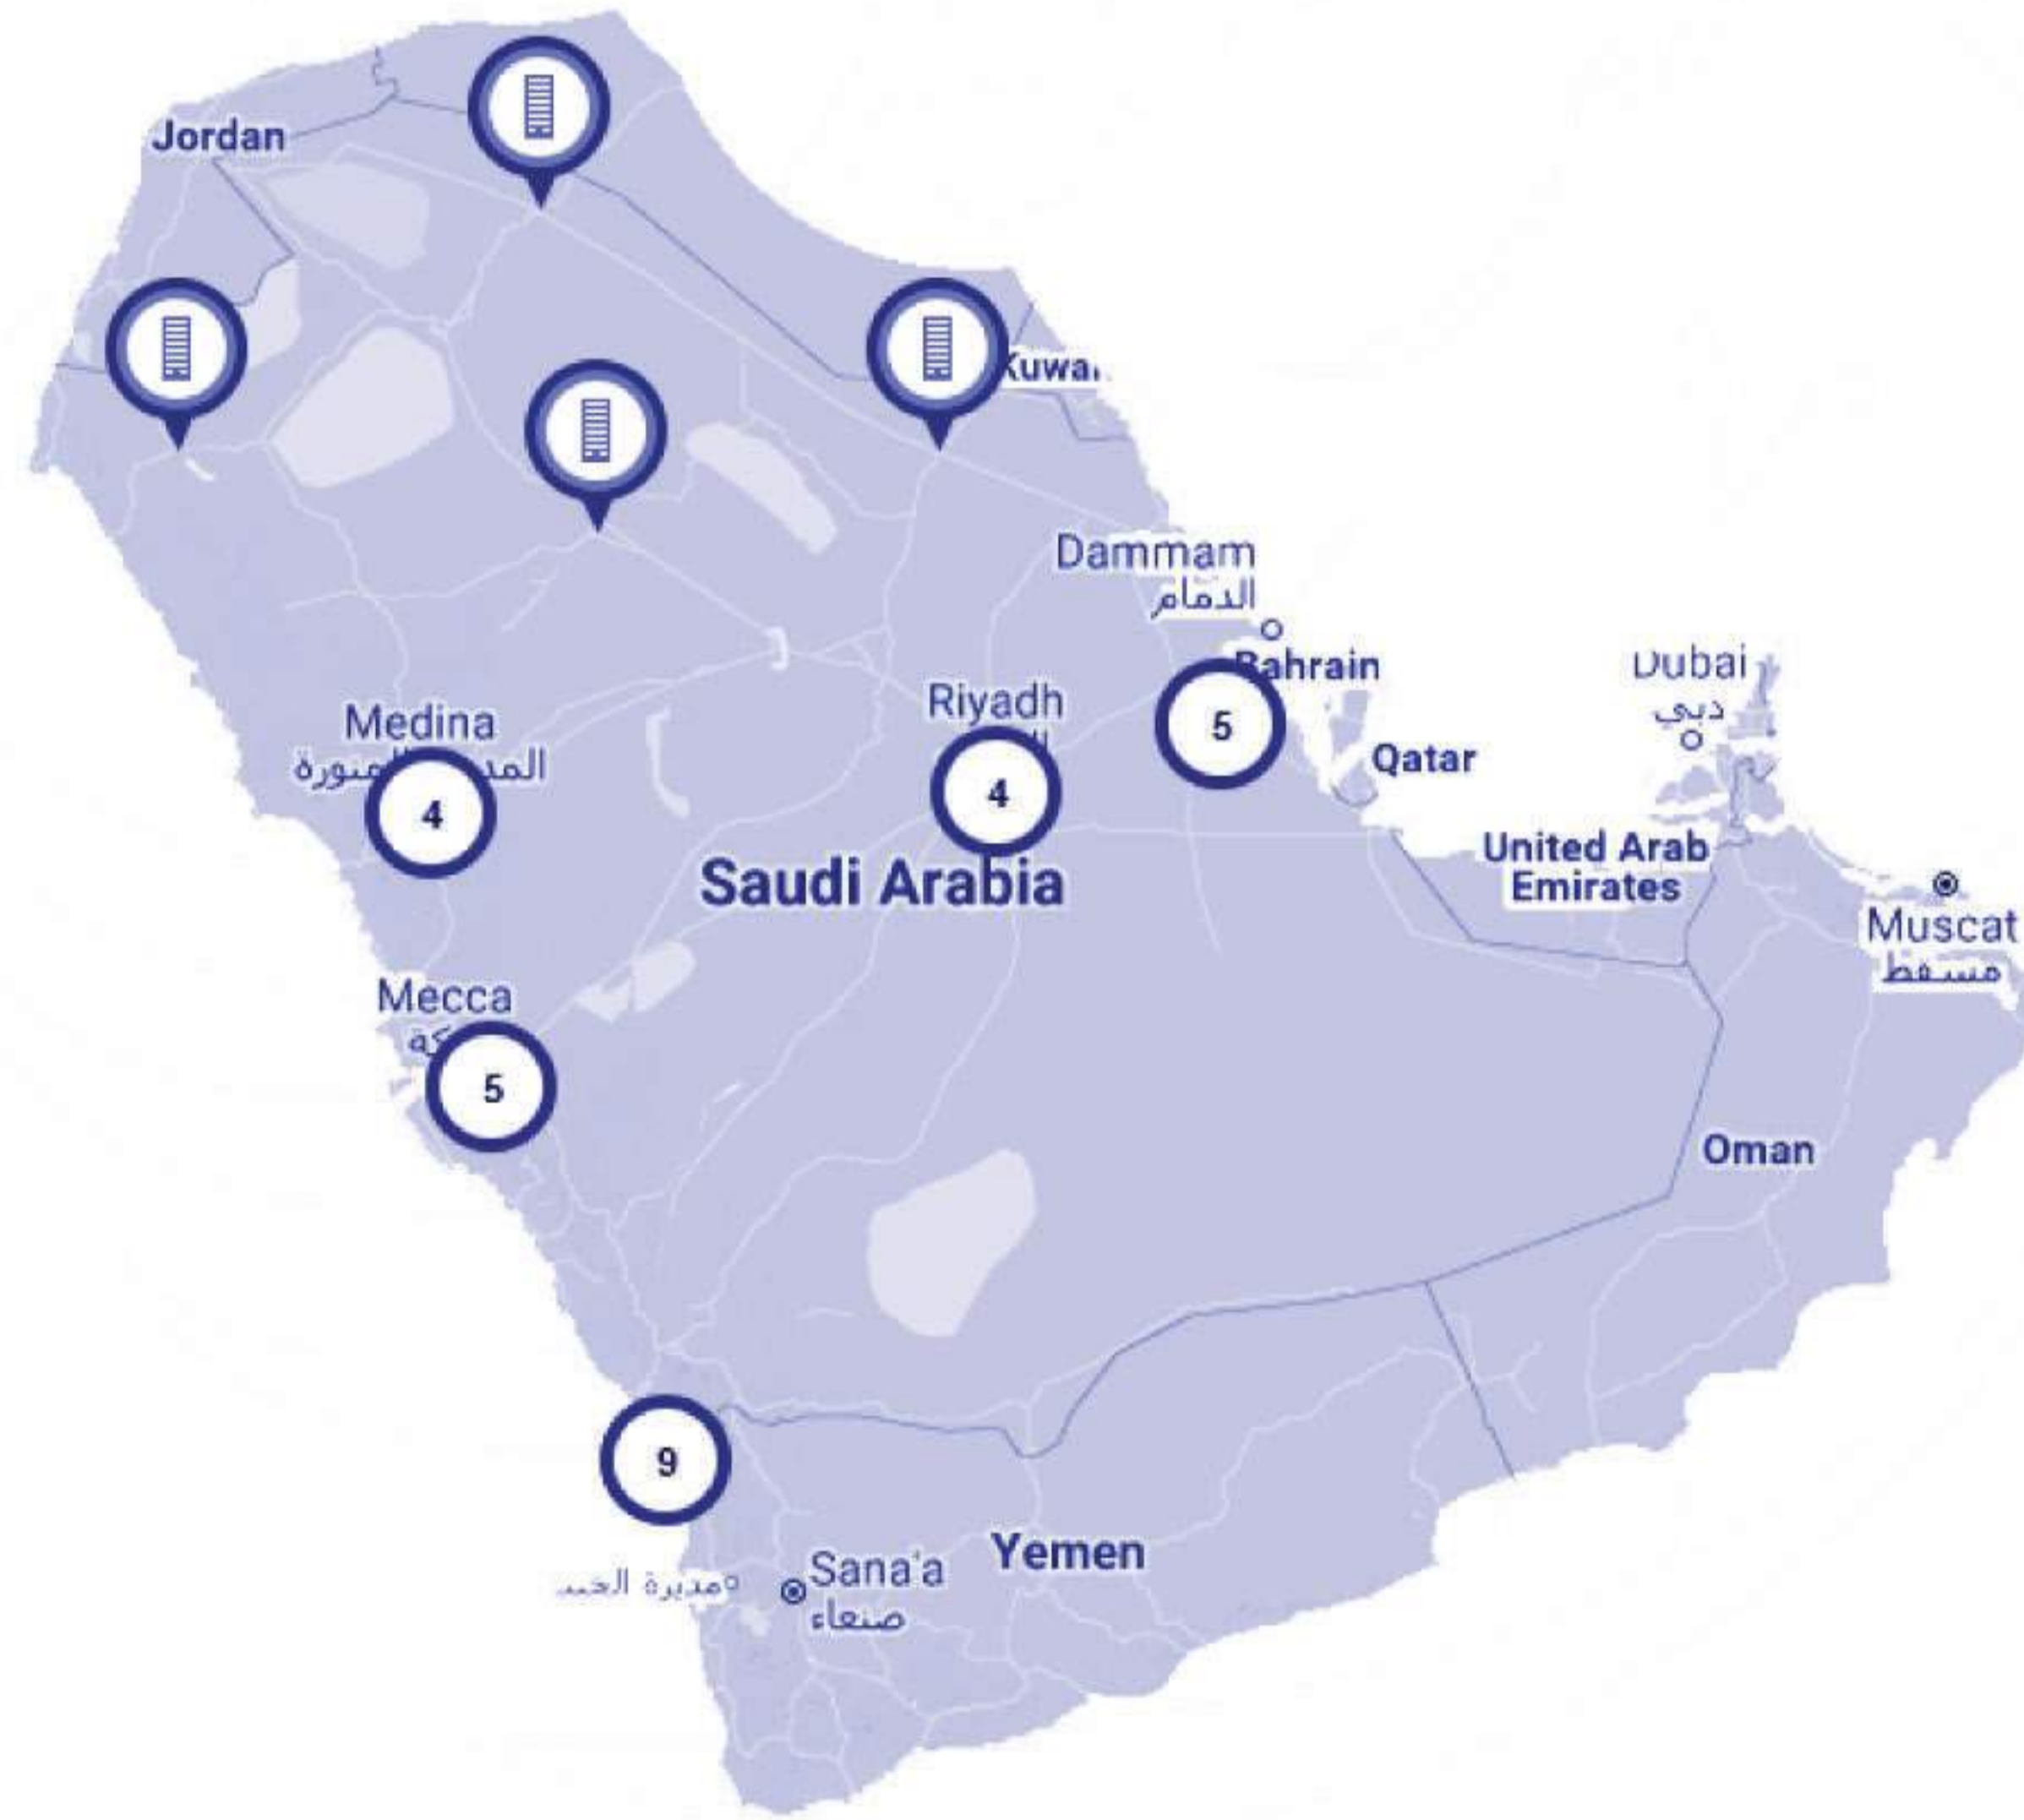 Jordan
Dammam
الدمام
Bahrain
Dubai
دبي
Medina
4
Riyadh
4
5
Qatar
Saudi Arabia
United Arab
Emirates
Muscat
مسقط
Mecca
5
Oman
9
Yemen
Sana'a
صنعاء